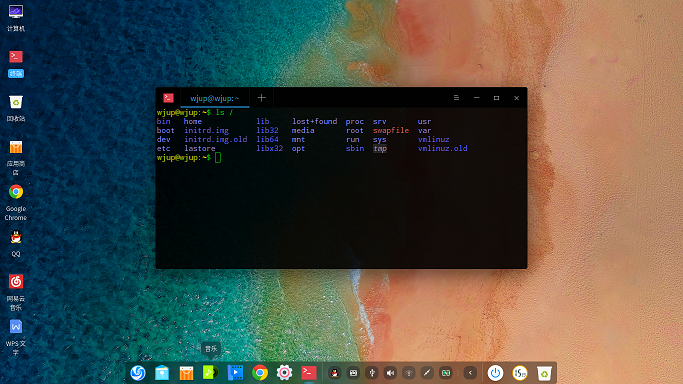 计算机
终端
回收站
应用商
店
Google
Chrome
QQ
网易云
音乐
WPS 文
字
wjup@wjup: ~
wjup@wjup:~$ ls /
bin home lib lost+found proc srv usr
boot initrd.img lib32 media root swapfile var
dev initrd.img.old lib64 mnt run sys vmlinuz
etc lastore libx32 opt sbin tmp vmlinuz.old
wjup@wjup:~$
音乐